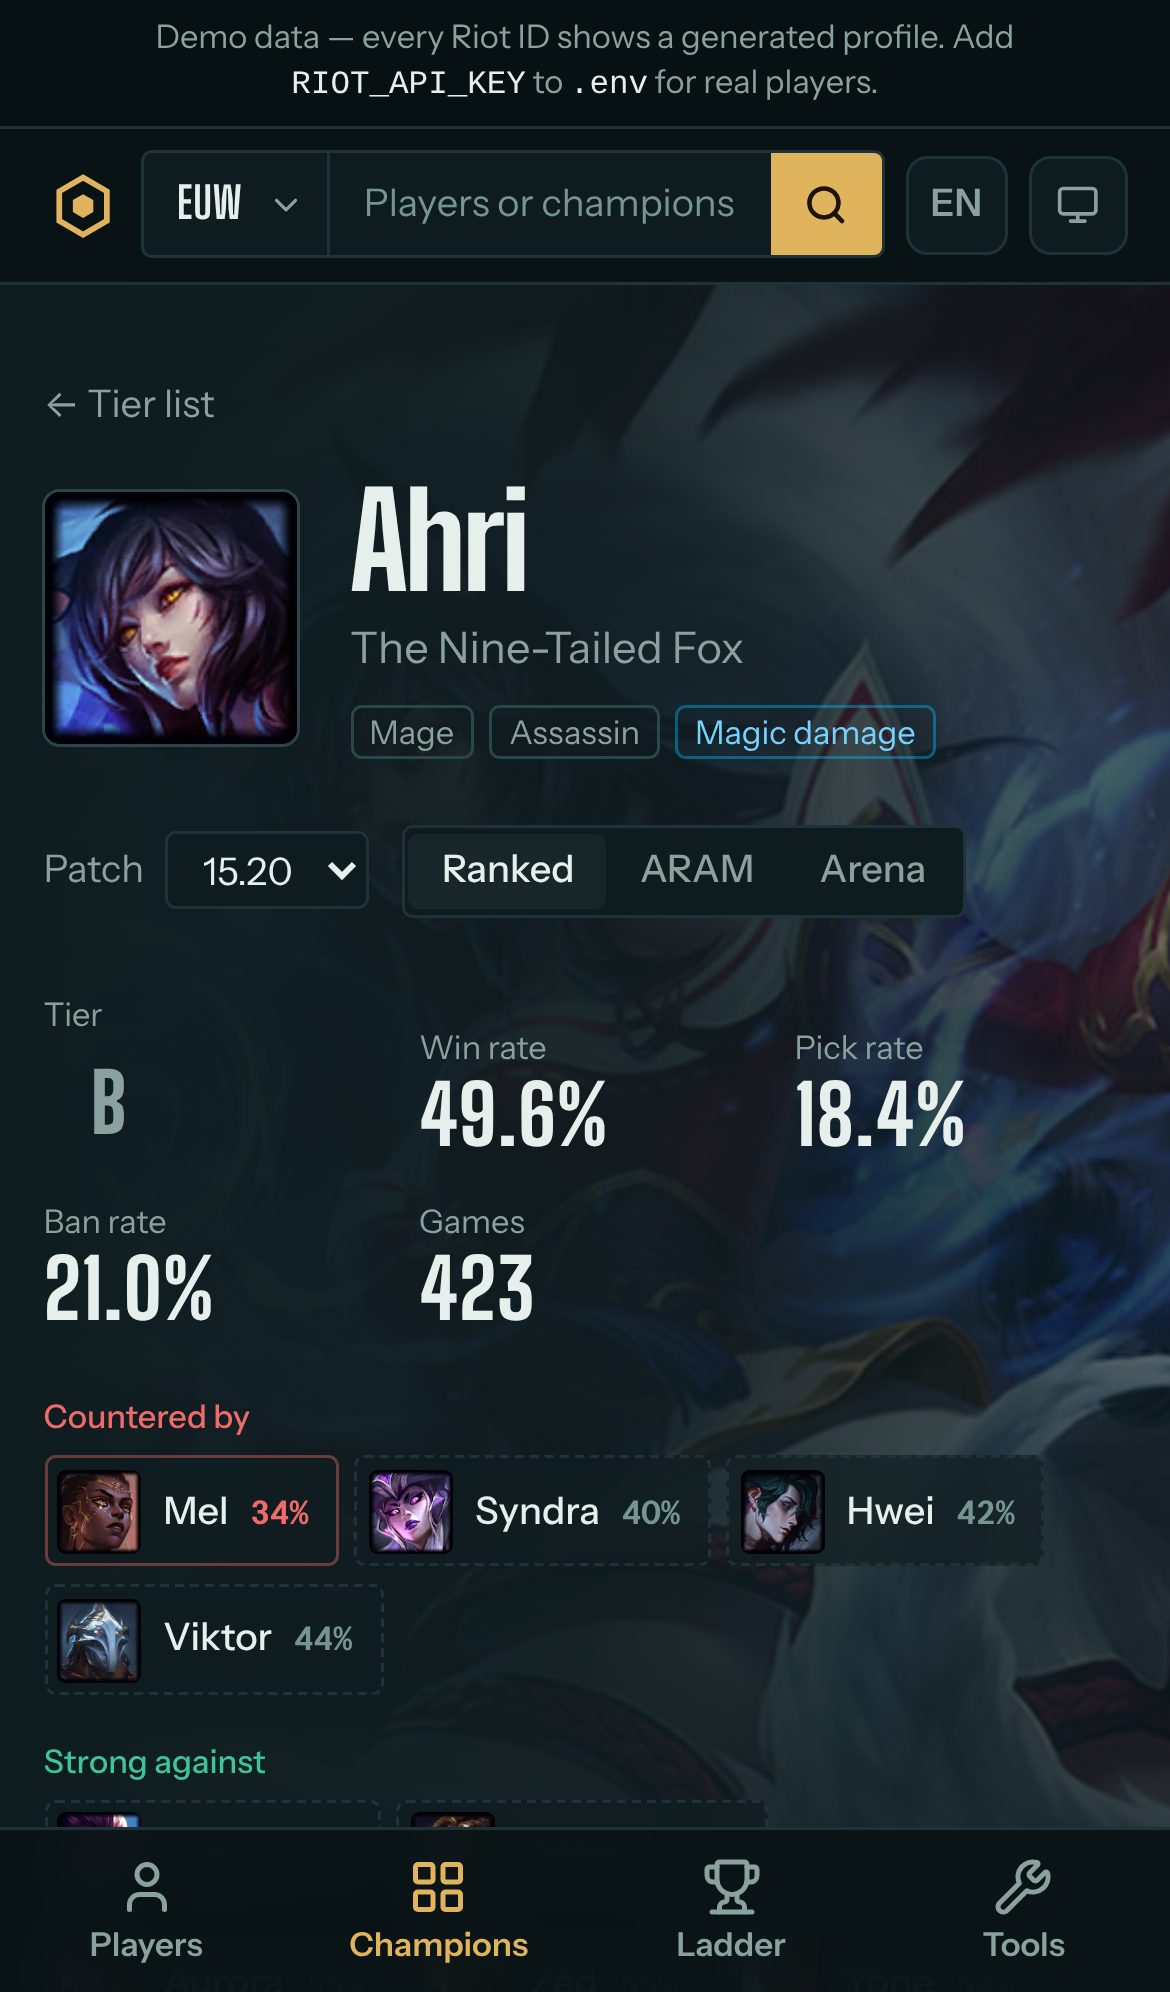 Demo data — every Riot ID shows a generated profile. Add
RIOT_API_KEY to .env for real players.
EUW
Players or champions
EN
← Tier list
Ahri
The Nine-Tailed Fox
Mage Assassin Magic damage
Patch 15.20 Ranked ARAM Arena
Tier
B
Win rate
49.6%
Pick rate
18.4%
Ban rate
21.0%
Games
423
Countered by
Mel 34% Syndra 40% Hwei 42%
Viktor 44%
Strong against
Players Champions Ladder Tools
Aurora Zed Yone